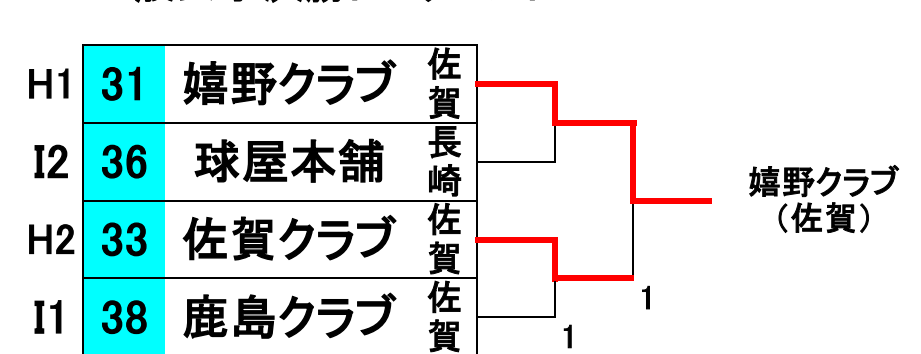 H1 31 嬉野クラブ 佐賀
I2 36 球屋本舗 長崎
H2 33 佐賀クラブ 佐賀
I1 38 鹿島クラブ 佐賀
嬉野クラブ
（佐賀）
1
1